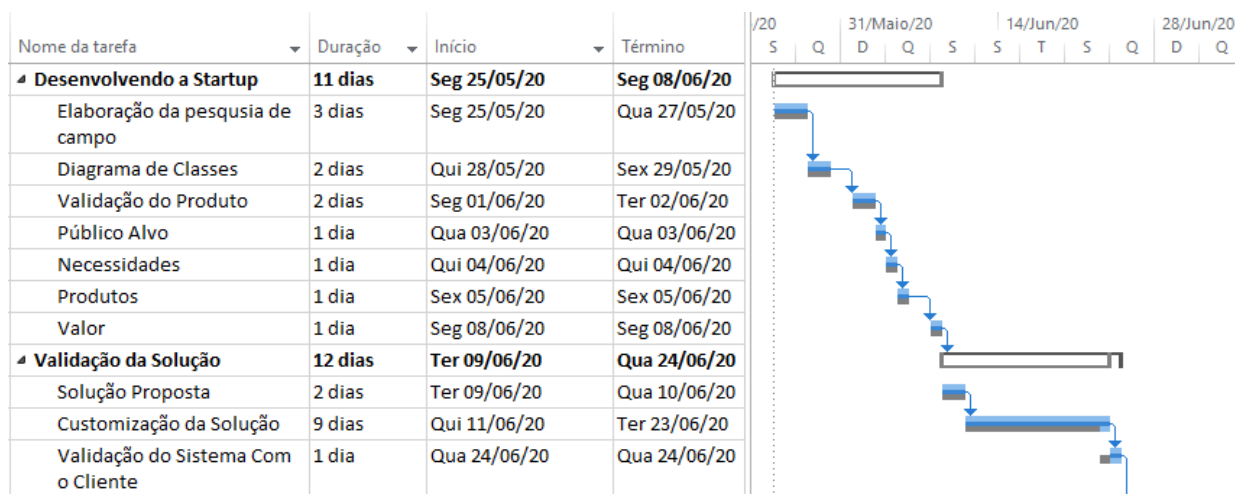 /20 31/Maio/20 14/Jun/20 28/Jun/20
Nome da tarefa Duração Início Término S Q D Q S S T S Q D Q
Desenvolvendo a Startup 11 dias Seg 25/05/20 Seg 08/06/20
Elaboração da pesqusia de 3 dias Seg 25/05/20 Qua 27/05/20
campo
Diagrama de Classes 2 dias Qui 28/05/20 Sex 29/05/20
Validação do Produto 2 dias Seg 01/06/20 Ter 02/06/20
Público Alvo 1 dia Qua 03/06/20 Qua 03/06/20
Necessidades 1 dia Qui 04/06/20 Qui 04/06/20
Produtos 1 dia Sex 05/06/20 Sex 05/06/20
Valor 1 dia Seg 08/06/20 Seg 08/06/20
Validação da Solução 12 dias Ter 09/06/20 Qua 24/06/20
Solução Proposta 2 dias Ter 09/06/20 Qua 10/06/20
Customização da Solução 9 dias Qui 11/06/20 Ter 23/06/20
Validação do Sistema Com 1 dia Qua 24/06/20 Qua 24/06/20
o Cliente